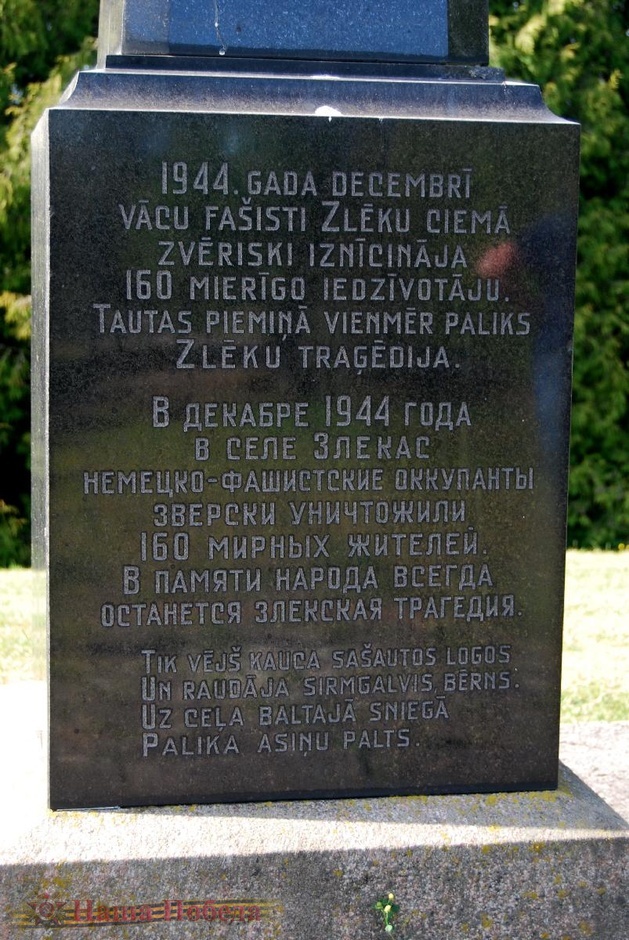 1944. GADA DECEMBRĪ
VĀCU FAŠISTI ZLĒKU CIEMĀ
ZVĒRISKI IZNĪCINĀJA
160 MIERĪGO IEDZĪVOTĀJU.
TAUTAS PIEMIŅĀ VIENMĒR PALIKS
ZLĒKU TRAĢĒDIJA.
В ДЕКАБРЕ 1944 ГОДА
В СЕЛЕ ЗЛЕКАС
НЕМЕЦКО-ФАШИСТСКИЕ ОККУПАНТЫ
ЗВЕРСКИ УНИЧТОЖИЛИ
160 МИРНЫХ ЖИТЕЛЕЙ.
В ПАМЯТИ НАРОДА ВСЕГДА
ОСТАНЕТСЯ ЗЛЕКСКАЯ ТРАГЕДИЯ.
TIK VĒJŠ KAUCA SAŠAUTOS LOGOS
UN RAUDĀJA SIRMGALVIS, BĒRNS:
UZ CEĻA BALTAJĀ SNIEGĀ
PALIKA ASIŅU PALTS.
Наша Победа